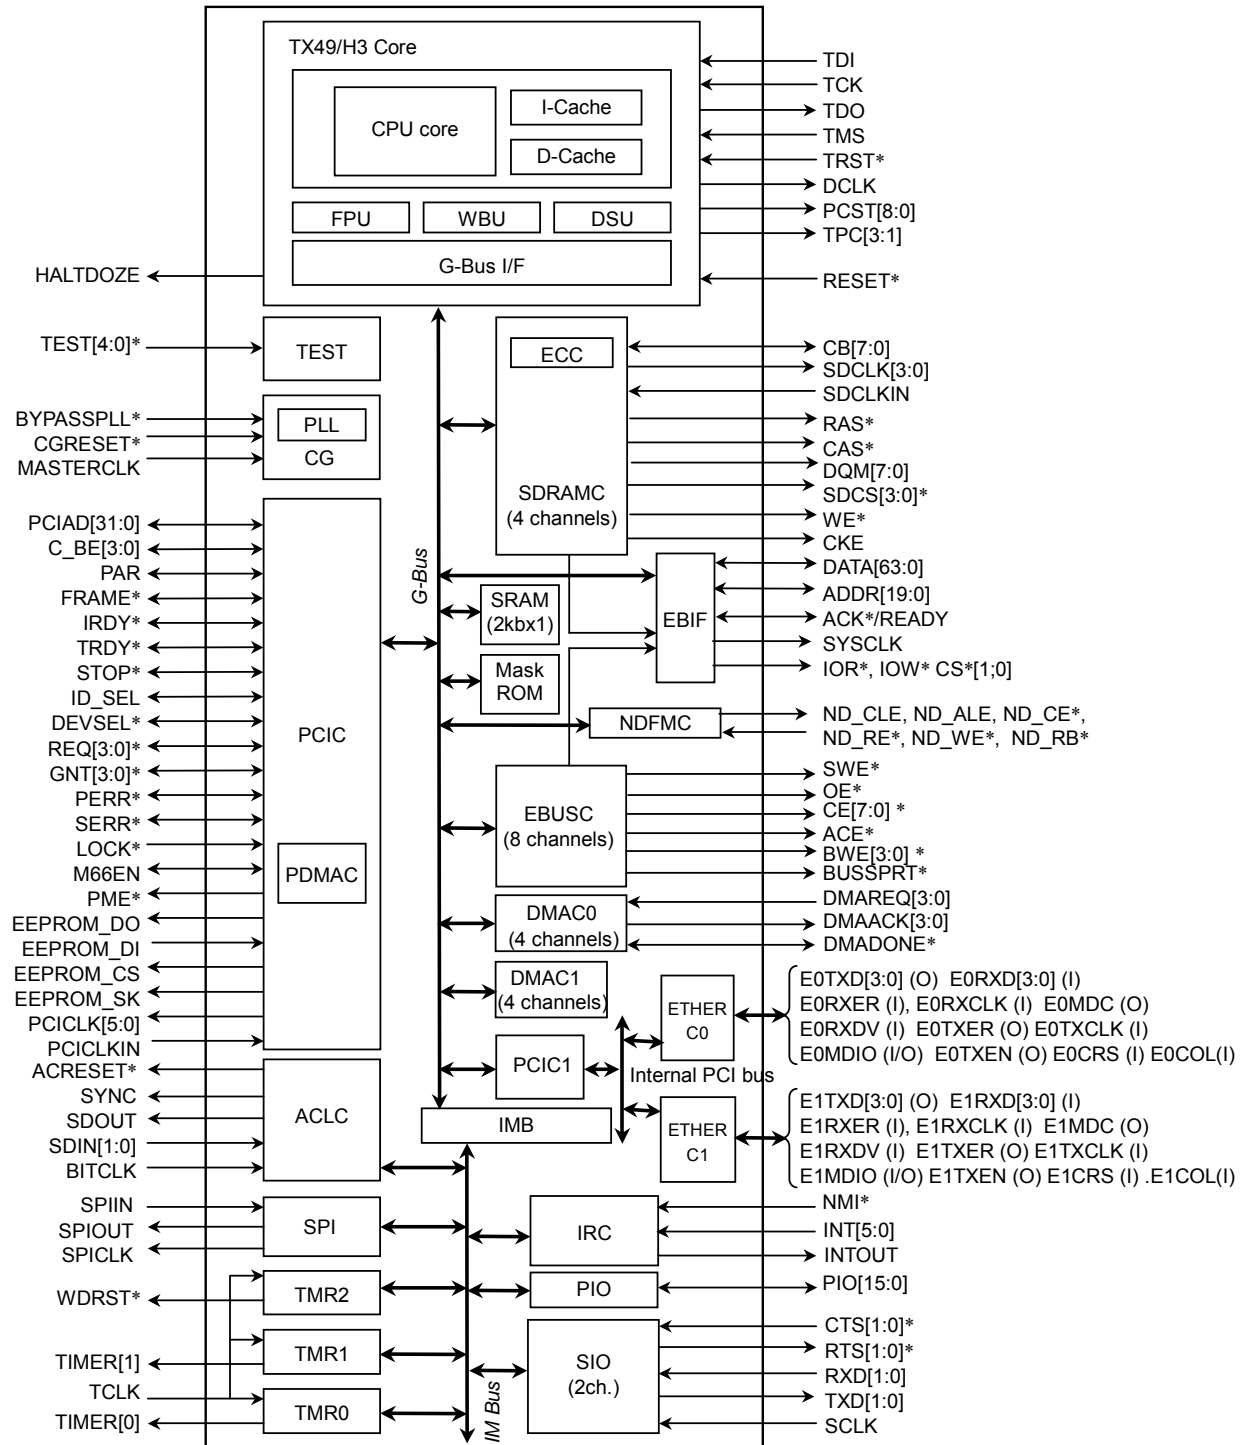 TX49/H3 Core
CPU core
I-Cache
D-Cache
FPU
WBU
DSU
G-Bus I/F
TDI
TCK
TDO
TMS
TRST*
DCLK
PCST[8:0]
TPC[3:1]
RESET*
HALTDOZE
TEST[4:0]*
TEST
BYPASSPLL*
CGRESET*
MASTERCLK
PLL
CG
G-Bus
ECC
SDRAMC
(4 channels)
CB[7:0]
SDCLK[3:0]
SDCLKIN
RAS*
CAS*
DQM[7:0]
SDCS[3:0]*
WE*
CKE
PCIAD[31:0]
C_BE[3:0]
PAR
FRAME*
IRDY*
TRDY*
STOP*
ID_SEL
DEVSEL*
REQ[3:0]*
GNT[3:0]*
PERR*
SERR*
LOCK*
M66EN
PME*
EEPROM_DO
EEPROM_DI
EEPROM_CS
EEPROM_SK
PCICLK[5:0]
PCICLKIN
PCIC
PDMAC
SRAM
(2kbx1)
Mask
ROM
EBIF
DATA[63:0]
ADDR[19:0]
ACK*/READY
SYSCLK
IOR*, IOW* CS*[1;0]
NDFMC
ND_CLE, ND_ALE, ND_CE*,
ND_RE*, ND_WE*, ND_RB*
EBUSC
(8 channels)
SWE*
OE*
CE[7:0] *
ACE*
BWE[3:0] *
BUSSPRT*
DMAC0
(4 channels)
DMAREQ[3:0]
DMAACK[3:0]
DMADONE*
DMAC1
(4 channels)
PCIC1
Internal PCI bus
ETHER
C0
E0TXD[3:0] (O) E0RXD[3:0] (I)
E0RXER (I), E0RXCLK (I) E0MDC (O)
E0RXDV (I) E0TXER (O) E0TXCLK (I)
E0MDIO (I/O) E0TXEN (O) E0CRS (I) E0COL(I)
ETHER
C1
E1TXD[3:0] (O) E1RXD[3:0] (I)
E1RXER (I), E1RXCLK (I) E1MDC (O)
E1RXDV (I) E1TXER (O) E1TXCLK (I)
E1MDIO (I/O) E1TXEN (O) E1CRS (I) .E1COL(I)
IMB
ACRESET*
SYNC
SDOUT
SDIN[1:0]
BITCLK
ACLC
SPIIN
SPIOUT
SPICLK
SPI
IRC
NMI*
INT[5:0]
INTOUT
WDRST*
TMR2
PIO
PIO[15:0]
TIMER[1]
TMR1
TCLK
TIMER[0]
TMR0
IM Bus
SIO
(2ch.)
CTS[1:0]*
RTS[1:0]*
RXD[1:0]
TXD[1:0]
SCLK